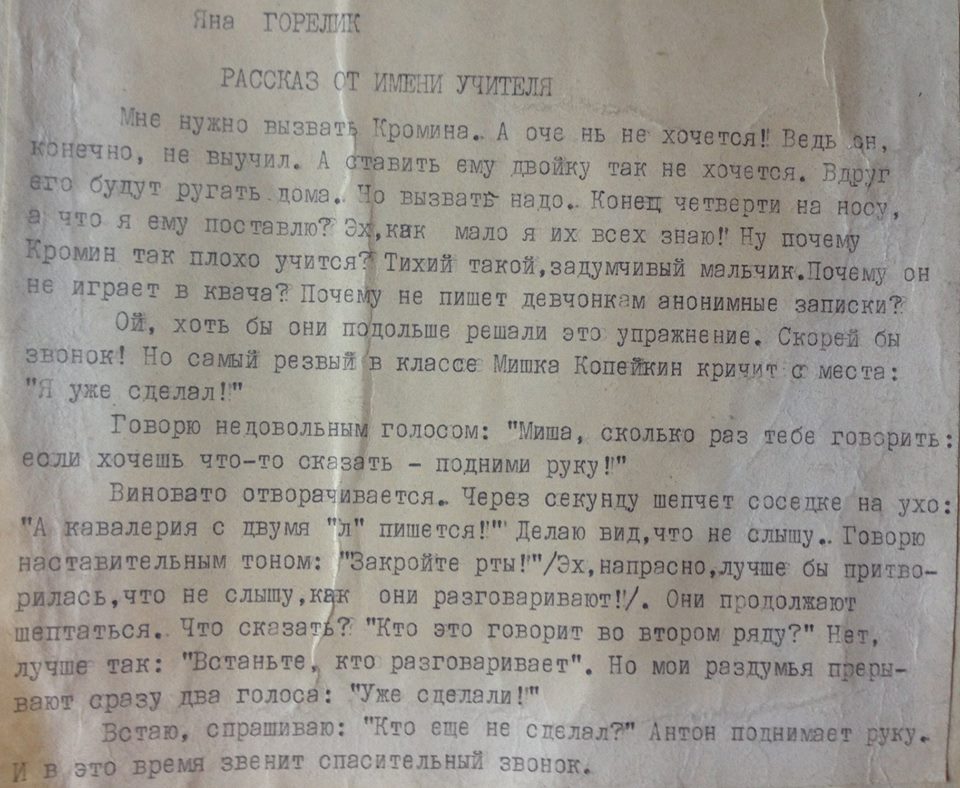 Яна ГОРЕЛИК
РАССКАЗ ОТ ИМЕНИ УЧИТЕЛЯ
Мне нужно вызвать Кромина. А оче нь не хочется! Ведь он,
конечно, не выучил. А ставить ему двойку так не хочется. Вдруг
его будут ругать дома. Но вызвать надо. Конец четверти на носу,
а что я ему поставлю? Эх,как мало я их всех знаю! Ну почему
Кромин так плохо учится? Тихий такой,задумчивый мальчик.Почему он
не играет в квача? Почему не пишет девчонкам анонимные записки?
Ой, хоть бы они подольше решали это упражнение. Скорей бы
звонок! Но самый резвый в классе Мишка Копейкин кричит с места:
"Я уже сделал!"
Говорю недовольным голосом: "Миша, сколько раз тебе говорить:
если хочешь что-то сказать - подними руку!"
Виновато отворачивается. Через секунду шепчет соседке на ухо:
"А кавалерия с двумя "л" пишется!" Делаю вид,что не слышу. Говорю
наставительным тоном: "Закройте рты!"/Эх,напрасно,лучше бы притво-
рилась,что не слышу,как они разговаривают!/. Они продолжают
шептаться. Что сказать? "Кто это говорит во втором ряду?" Нет,
лучше так: "Встаньте, кто разговаривает". Но мои раздумья преры-
вают сразу два голоса: "Уже сделали!"
Встаю, спрашиваю: "Кто еще не сделал?" Антон поднимает руку.
И в это время звенит спасительный звонок.